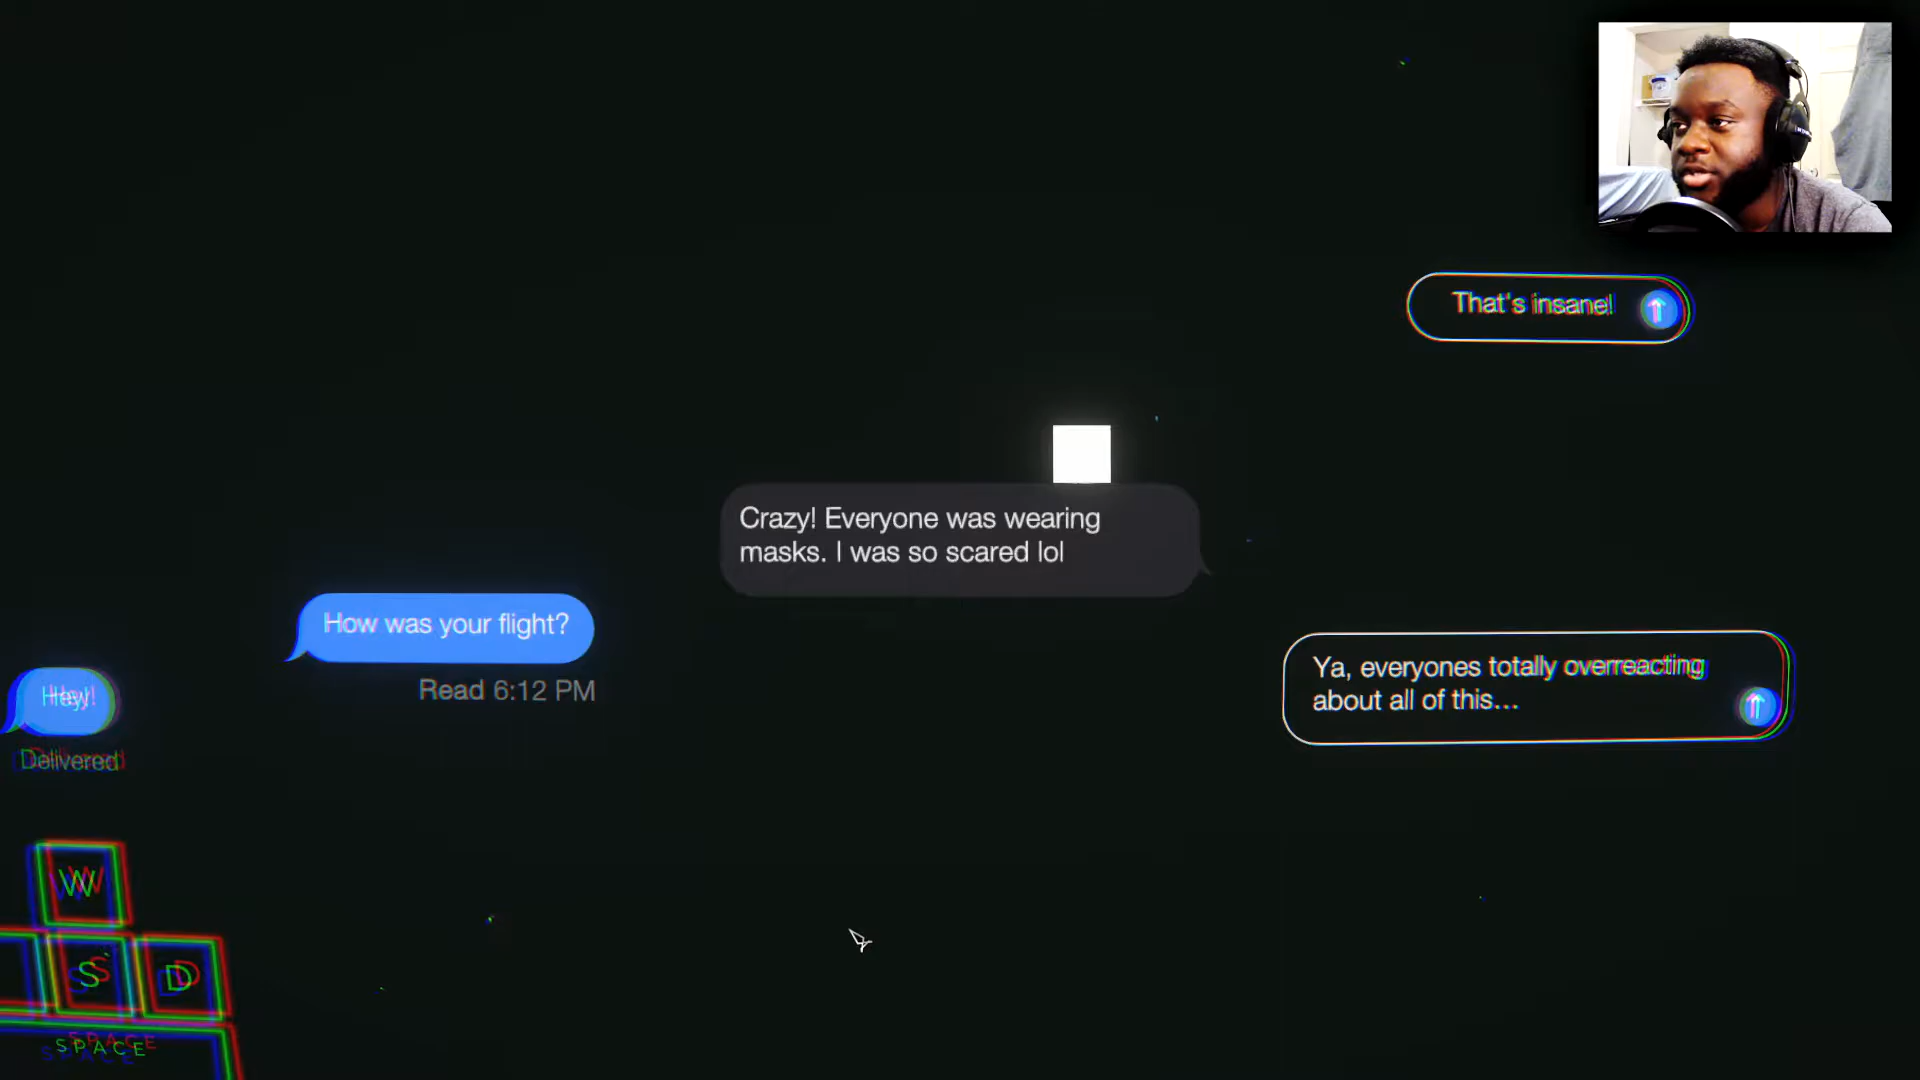 That's insane!
Crazy! Everyone was wearing
masks. I was so scared lol
How was your flight?
Read 6:12 PM
Hey!
Delivered
Ya, everyones totally overreacting
about all of this...
W
S
D
SPACE